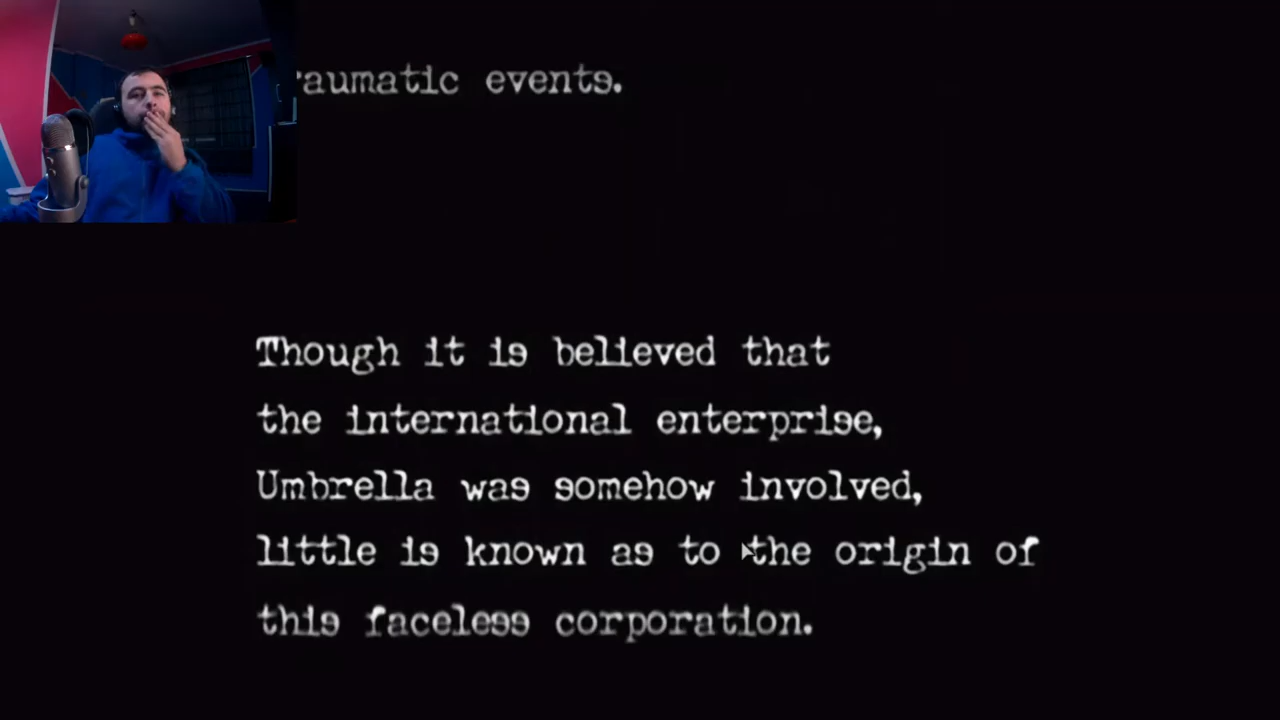 raumatic events.
Though it is believed that
the international enterprise,
Umbrella was somehow involved,
little is known as to the origin of
this faceless corporation.